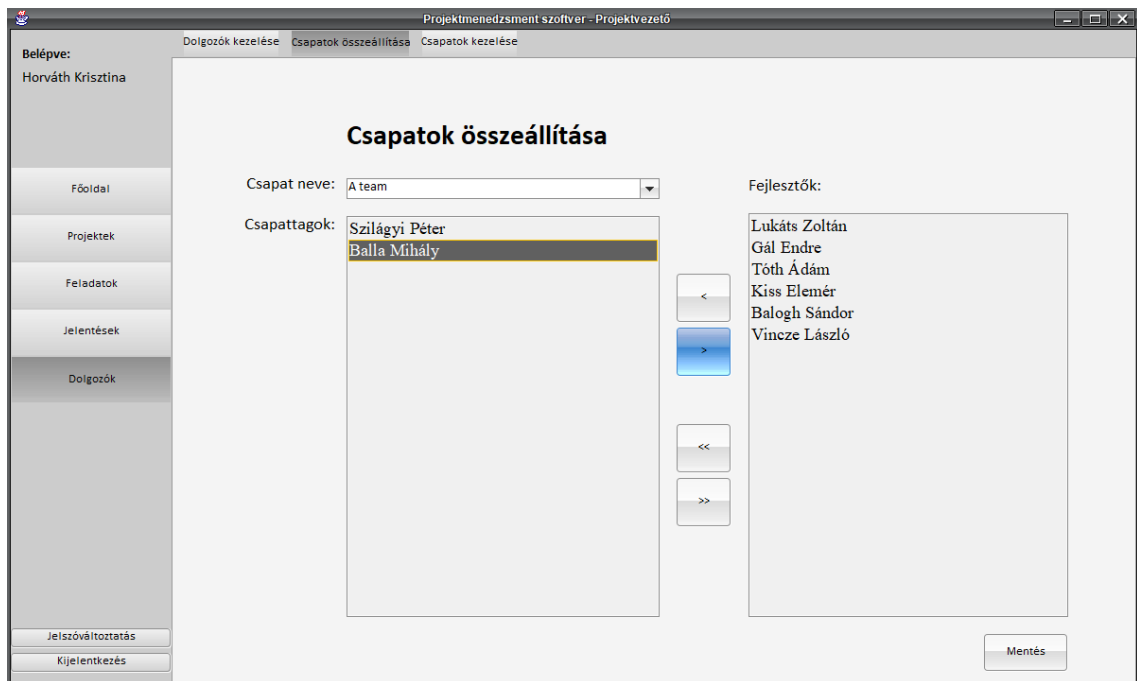 Projektmenedzsment szoftver - Projektvezető
Belépve:
Horváth Krisztina
Dolgozók kezelése Csapatok összeállítása Csapatok kezelése
Csapatok összeállítása
Csapat neve: A team
Csapattagok:
Szilágyi Péter
Balla Mihály
Fejlesztők:
Lukáts Zoltán
Gál Endre
Tóth Ádám
Kiss Elemér
Balogh Sándor
Vincze László
<
>
<<
>>
Főoldal
Projektek
Feladatok
Jelentések
Dolgozók
Jelszóváltoztatás
Kijelentkezés
Mentés